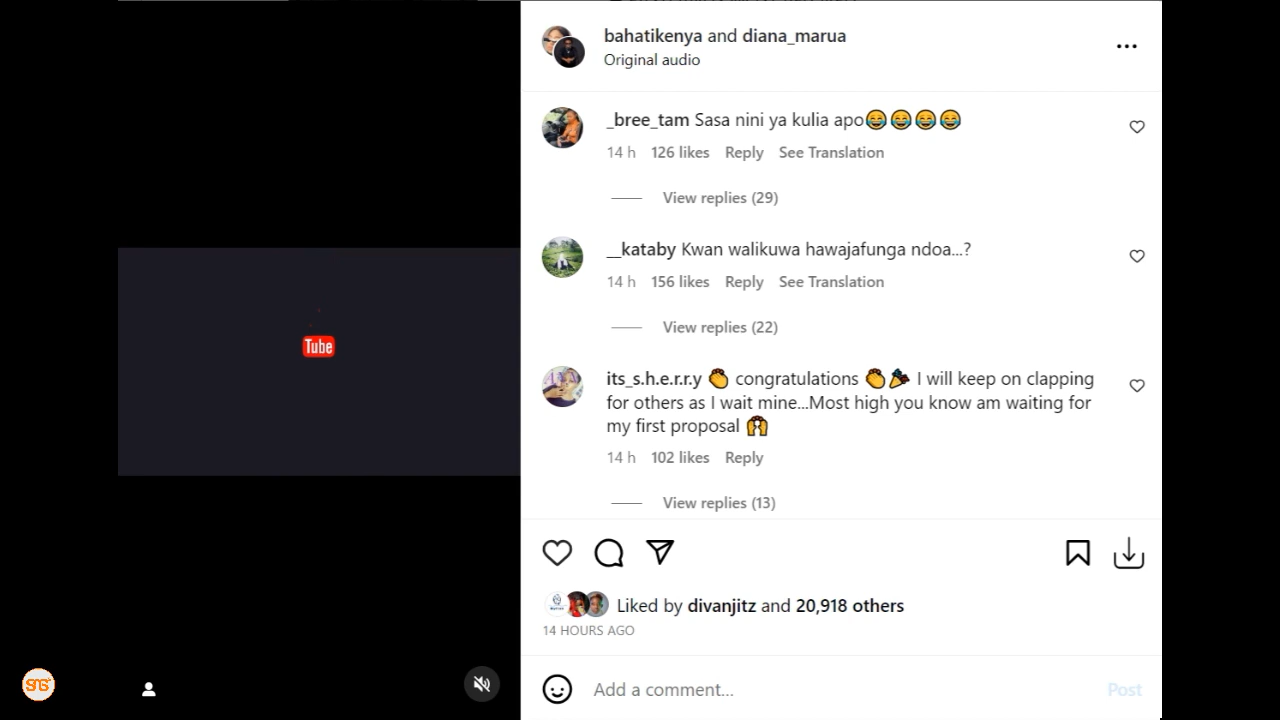 bahatikenya and diana_marua
Original audio
_bree_tam Sasa nini ya kulia apo😂😂😂😂
14 h 126 likes Reply See Translation
View replies (29)
__kataby Kwan walikuwa hawajafunga ndoa...?
14 h 156 likes Reply See Translation
View replies (22)
its_s.h.e.r.r.y 👏 congratulations 👏🎉 I will keep on clapping
for others as I wait mine...Most high you know am waiting for
my first proposal 🙌
14 h 102 likes Reply
View replies (13)
Tube
Liked by divanjitz and 20,918 others
14 HOURS AGO
SNG
Add a comment...
Post